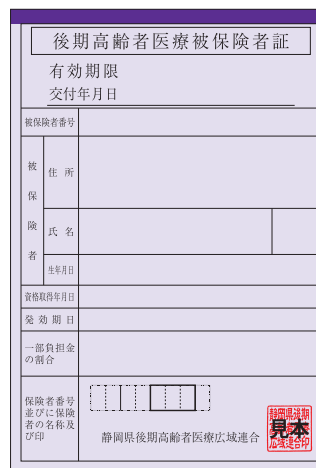 後期高齢者医療被保険者証
有効期限
交付年月日
被保険者番号
被保険者
住所
氏名
生年月日
資格取得年月日
発効期日
一部負担金
の割合
保険者番号
並びに保険
者の名称及
び印
静岡県後期高齢者医療広域連合
静岡県後期
見本
広域連合印